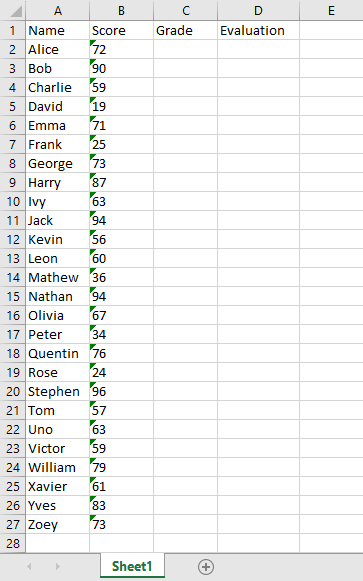 A B C D E
1 Name Score Grade Evaluation
2 Alice 72
3 Bob 90
4 Charlie 59
5 David 19
6 Emma 71
7 Frank 25
8 George 73
9 Harry 87
10 Ivy 63
11 Jack 94
12 Kevin 56
13 Leon 60
14 Mathew 36
15 Nathan 94
16 Olivia 67
17 Peter 34
18 Quentin 76
19 Rose 24
20 Stephen 96
21 Tom 57
22 Uno 63
23 Victor 59
24 William 79
25 Xavier 61
26 Yves 83
27 Zoey 73
28
Sheet1